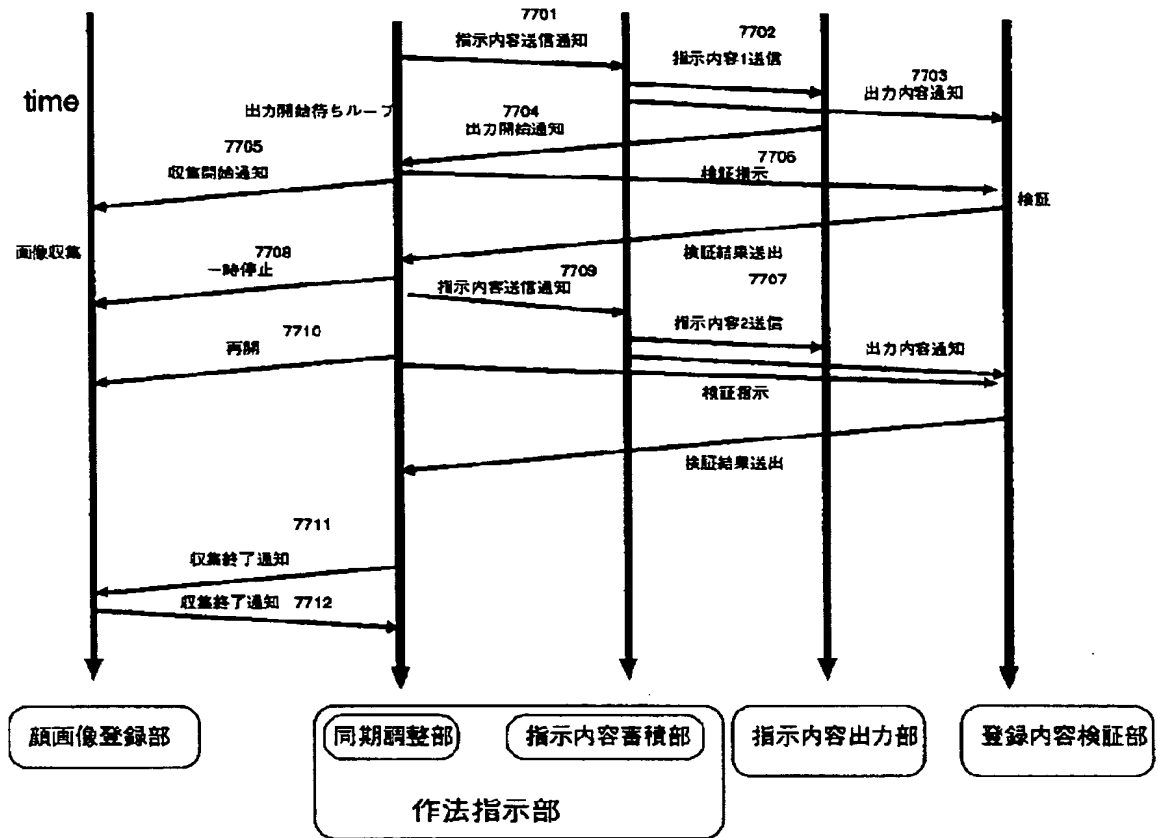 7701
指示内容送信通知
7702
指示内容1送信
7703
出力内容通知
time
出力開始待ちループ
7704
出力開始通知
7705
収集開始通知
7706
検証指示
検証
画像収集
検証結果送出
7707
7708
一時停止
7709
指示内容送信通知
指示内容2送信
7710
再開
出力内容通知
検証指示
検証結果送出
7711
収集終了通知
収集終了通知 7712
顔画像登録部
同期調整部
指示内容蓄積部
指示内容出力部
登録内容検証部
作法指示部